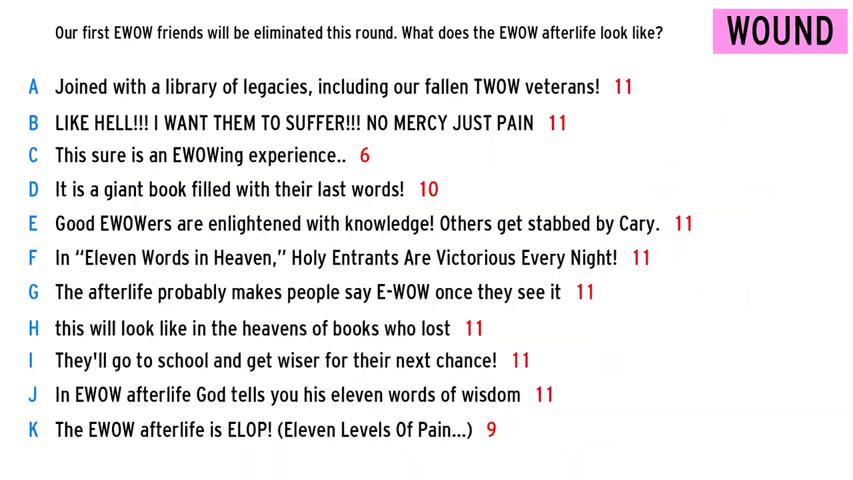 Our first EWOW friends will be eliminated this round. What does the EWOW afterlife look like?
WOUND
A Joined with a library of legacies, including our fallen TWOW veterans! 11
B LIKE HELL!!! I WANT THEM TO SUFFER!!! NO MERCY JUST PAIN 11
C This sure is an EWOWing experience.. 6
D It is a giant book filled with their last words! 10
E Good EWOWers are enlightened with knowledge! Others get stabbed by Cary. 11
F In “Eleven Words in Heaven,” Holy Entrants Are Victorious Every Night! 11
G The afterlife probably makes people say E-WOW once they see it 11
H this will look like in the heavens of books who lost 11
I They'll go to school and get wiser for their next chance! 11
J In EWOW afterlife God tells you his eleven words of wisdom 11
K The EWOW afterlife is ELOP! (Eleven Levels Of Pain...) 9